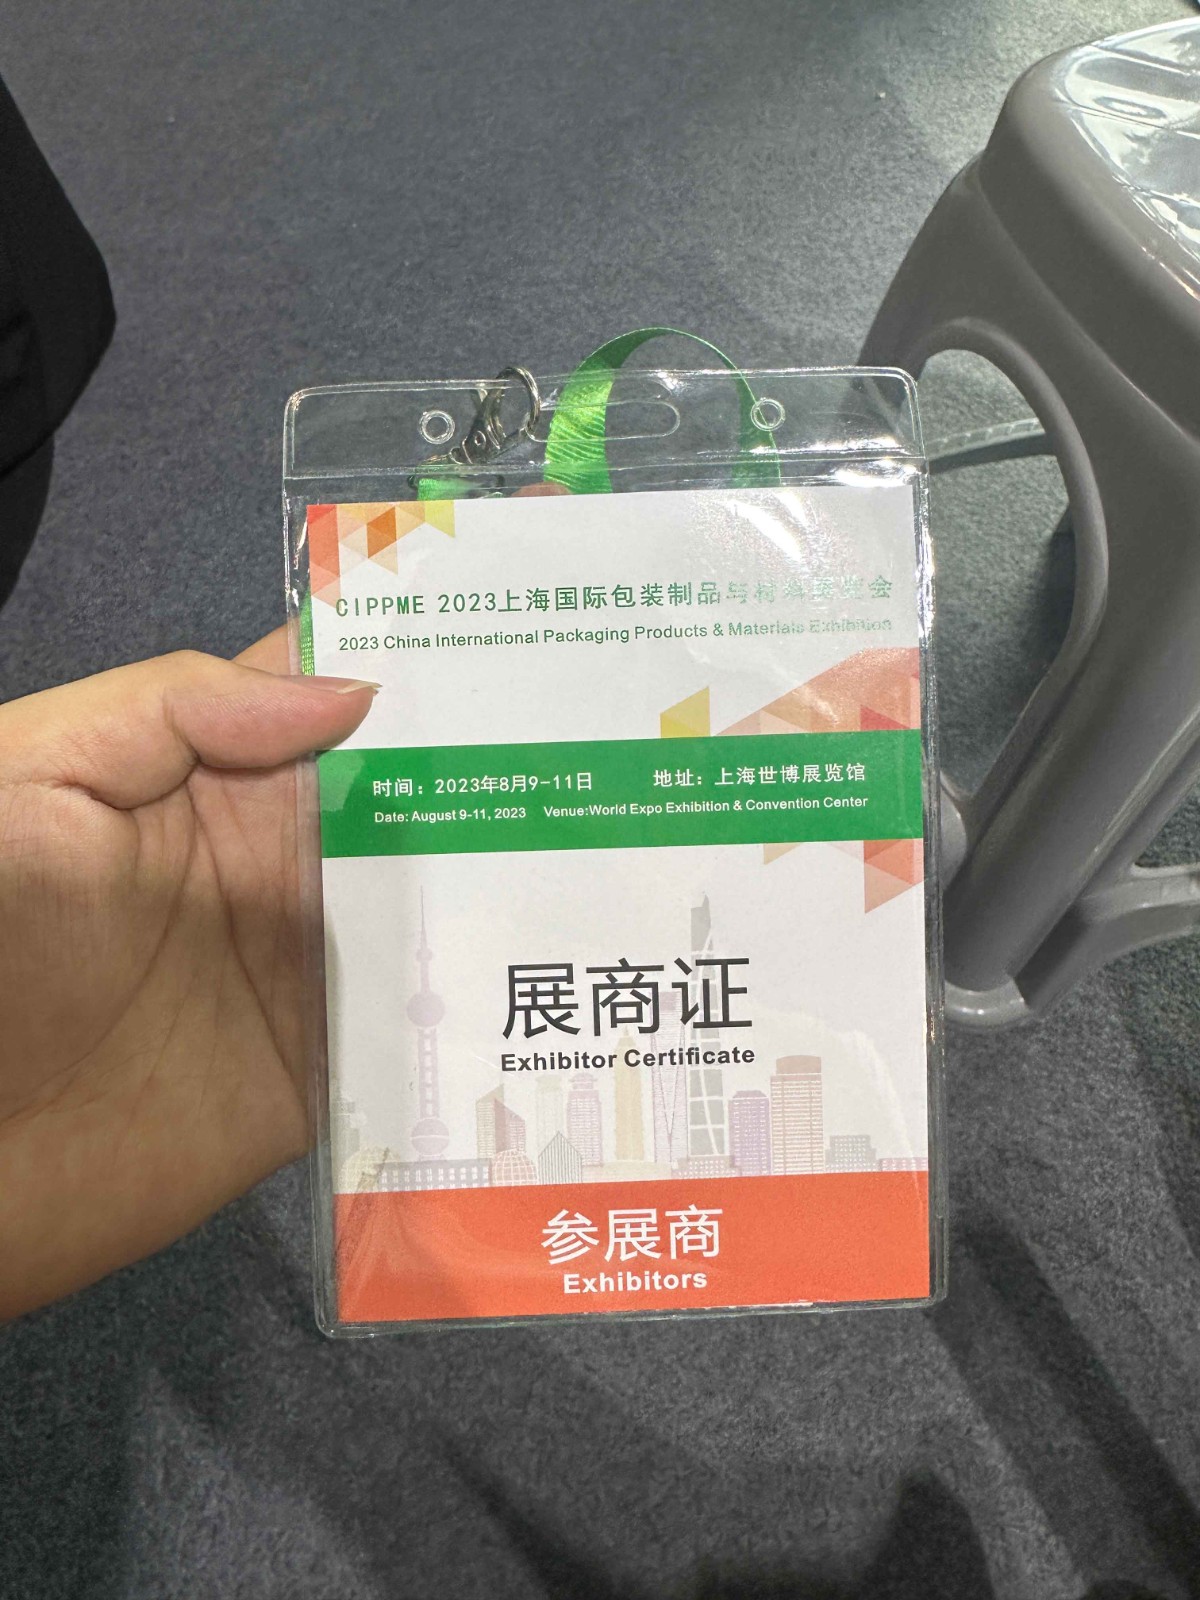 CIPPME 2023上海国际包装制品与材料展览会
2023 China International Packaging Products & Materials Exhibition
时间：2023年8月9-11日 地址：上海世博展览馆
Date: August 9-11, 2023 Venue:World Expo Exhibition & Convention Center
展商证
Exhibitor Certificate
参展商
Exhibitors